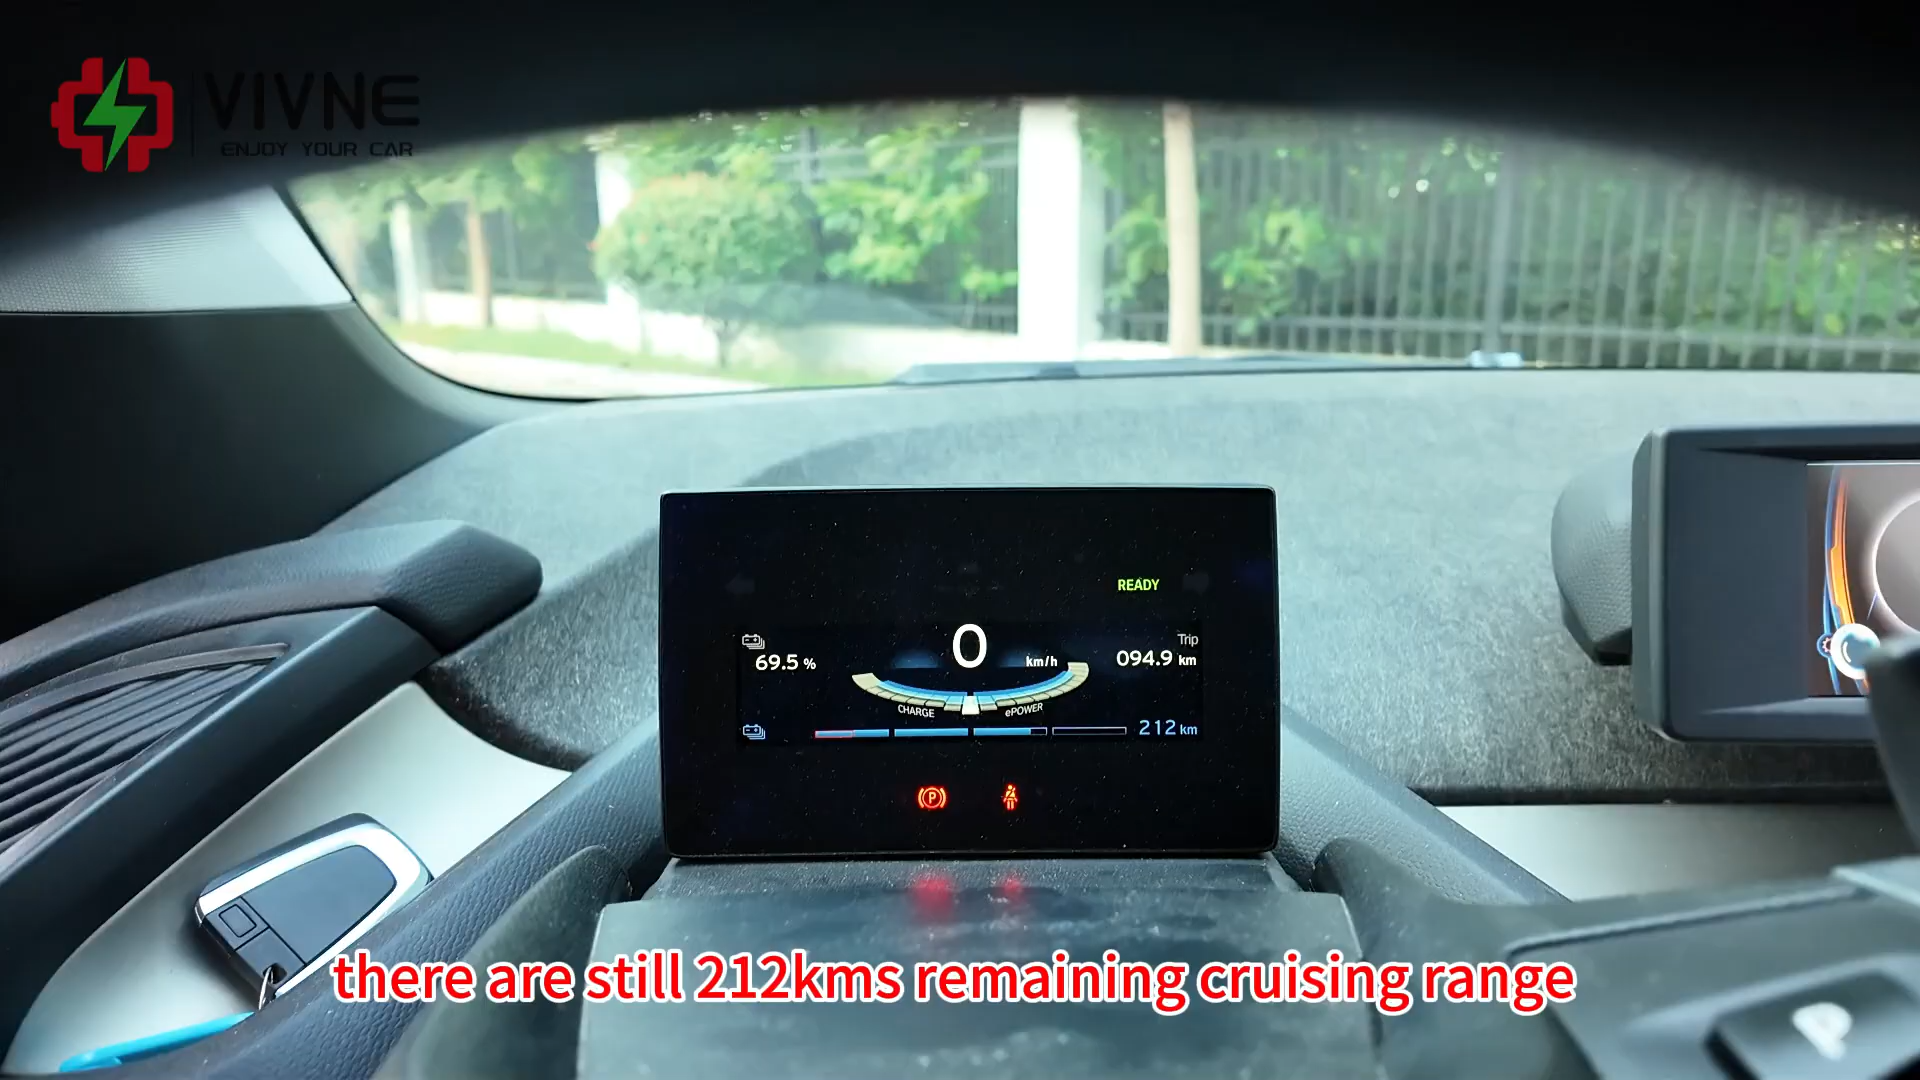 VIVNE
ENJOY YOUR CAR
READY
69.5 %
0 km/h
Trip
094.9 km
CHARGE
ePOWER
212 km
P
there are still 212kms remaining cruising range